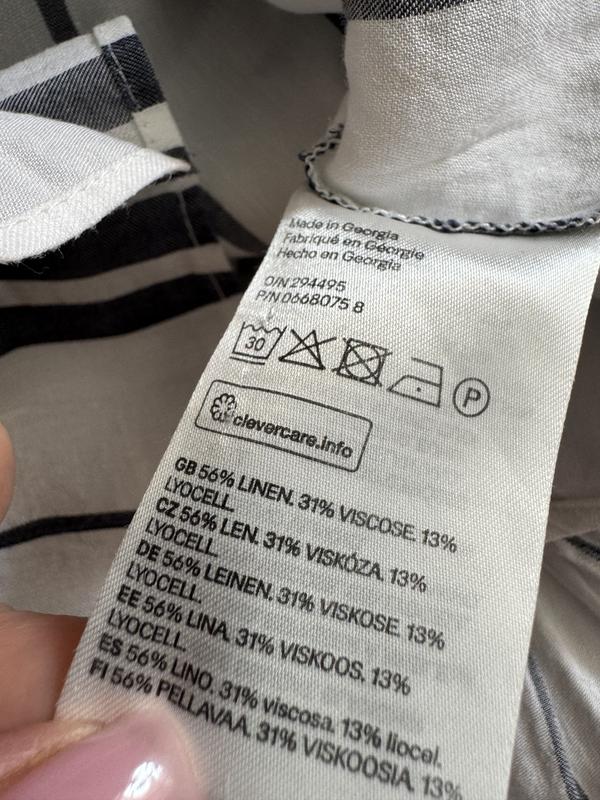 Made in Georgia
Fabriqué en Géorgie
Hecho en Georgia
O/N 294495
P/N 0668075 8
30
P
clevercare.info
GB 56% LINEN. 31% VISCOSE. 13%
LYOCELL.
CZ 56% LEN. 31% VISKÓZA. 13%
LYOCELL.
DE 56% LEINEN. 31% VISKOSE. 13%
LYOCELL.
EE 56% LINA. 31% VISKOOS. 13%
LYOCELL.
ES 56% LINO. 31% viscosa. 13% liocel.
FI 56% PELLAVAA. 31% VISKOOSIA. 13%